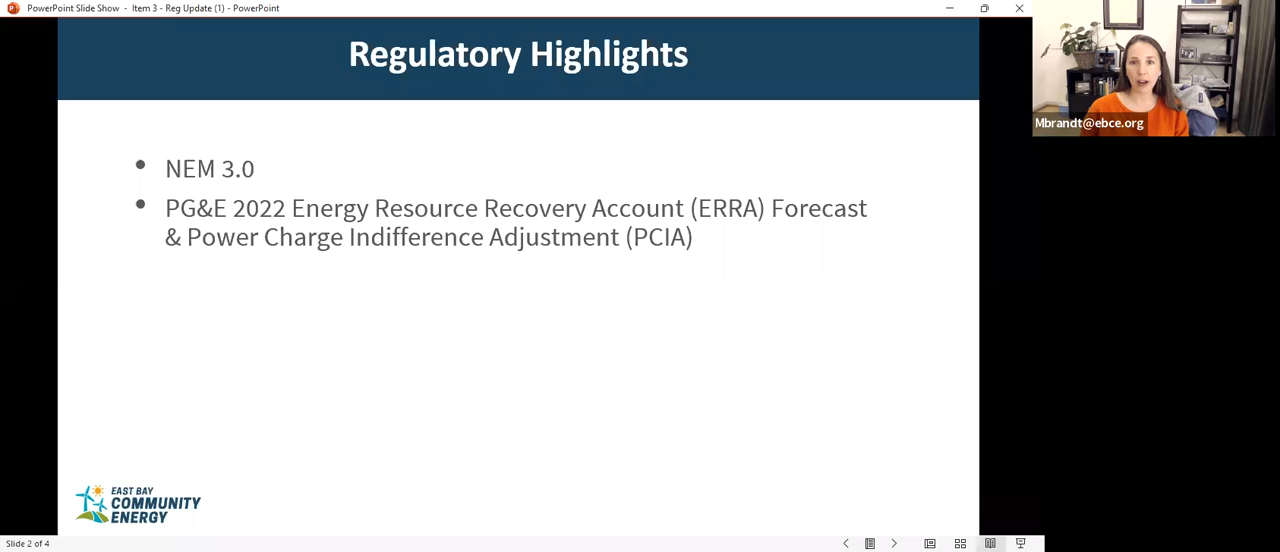 PowerPoint Slide Show - Item 3 - Reg Update (1) - PowerPoint
Regulatory Highlights
Mbrandt@ebce.org
• NEM 3.0
• PG&E 2022 Energy Resource Recovery Account (ERRA) Forecast
& Power Charge Indifference Adjustment (PCIA)
EAST BAY
COMMUNITY
ENERGY
Slide 2 of 4